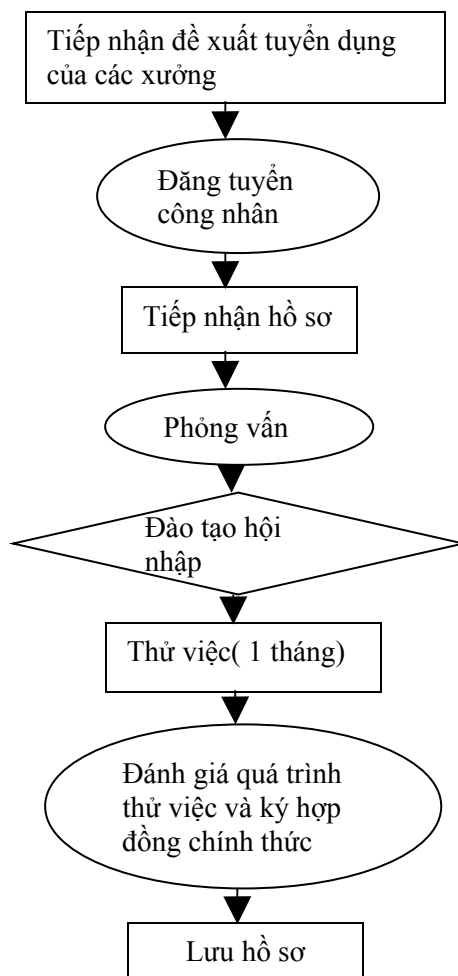 Tiếp nhận đề xuất tuyển dụng
của các xưởng
Đăng tuyển
công nhân
Tiếp nhận hồ sơ
Phỏng vấn
Đào tạo hội
nhập
Thử việc( 1 tháng)
Đánh giá quá trình
thử việc và ký hợp
đồng chính thức
Lưu hồ sơ